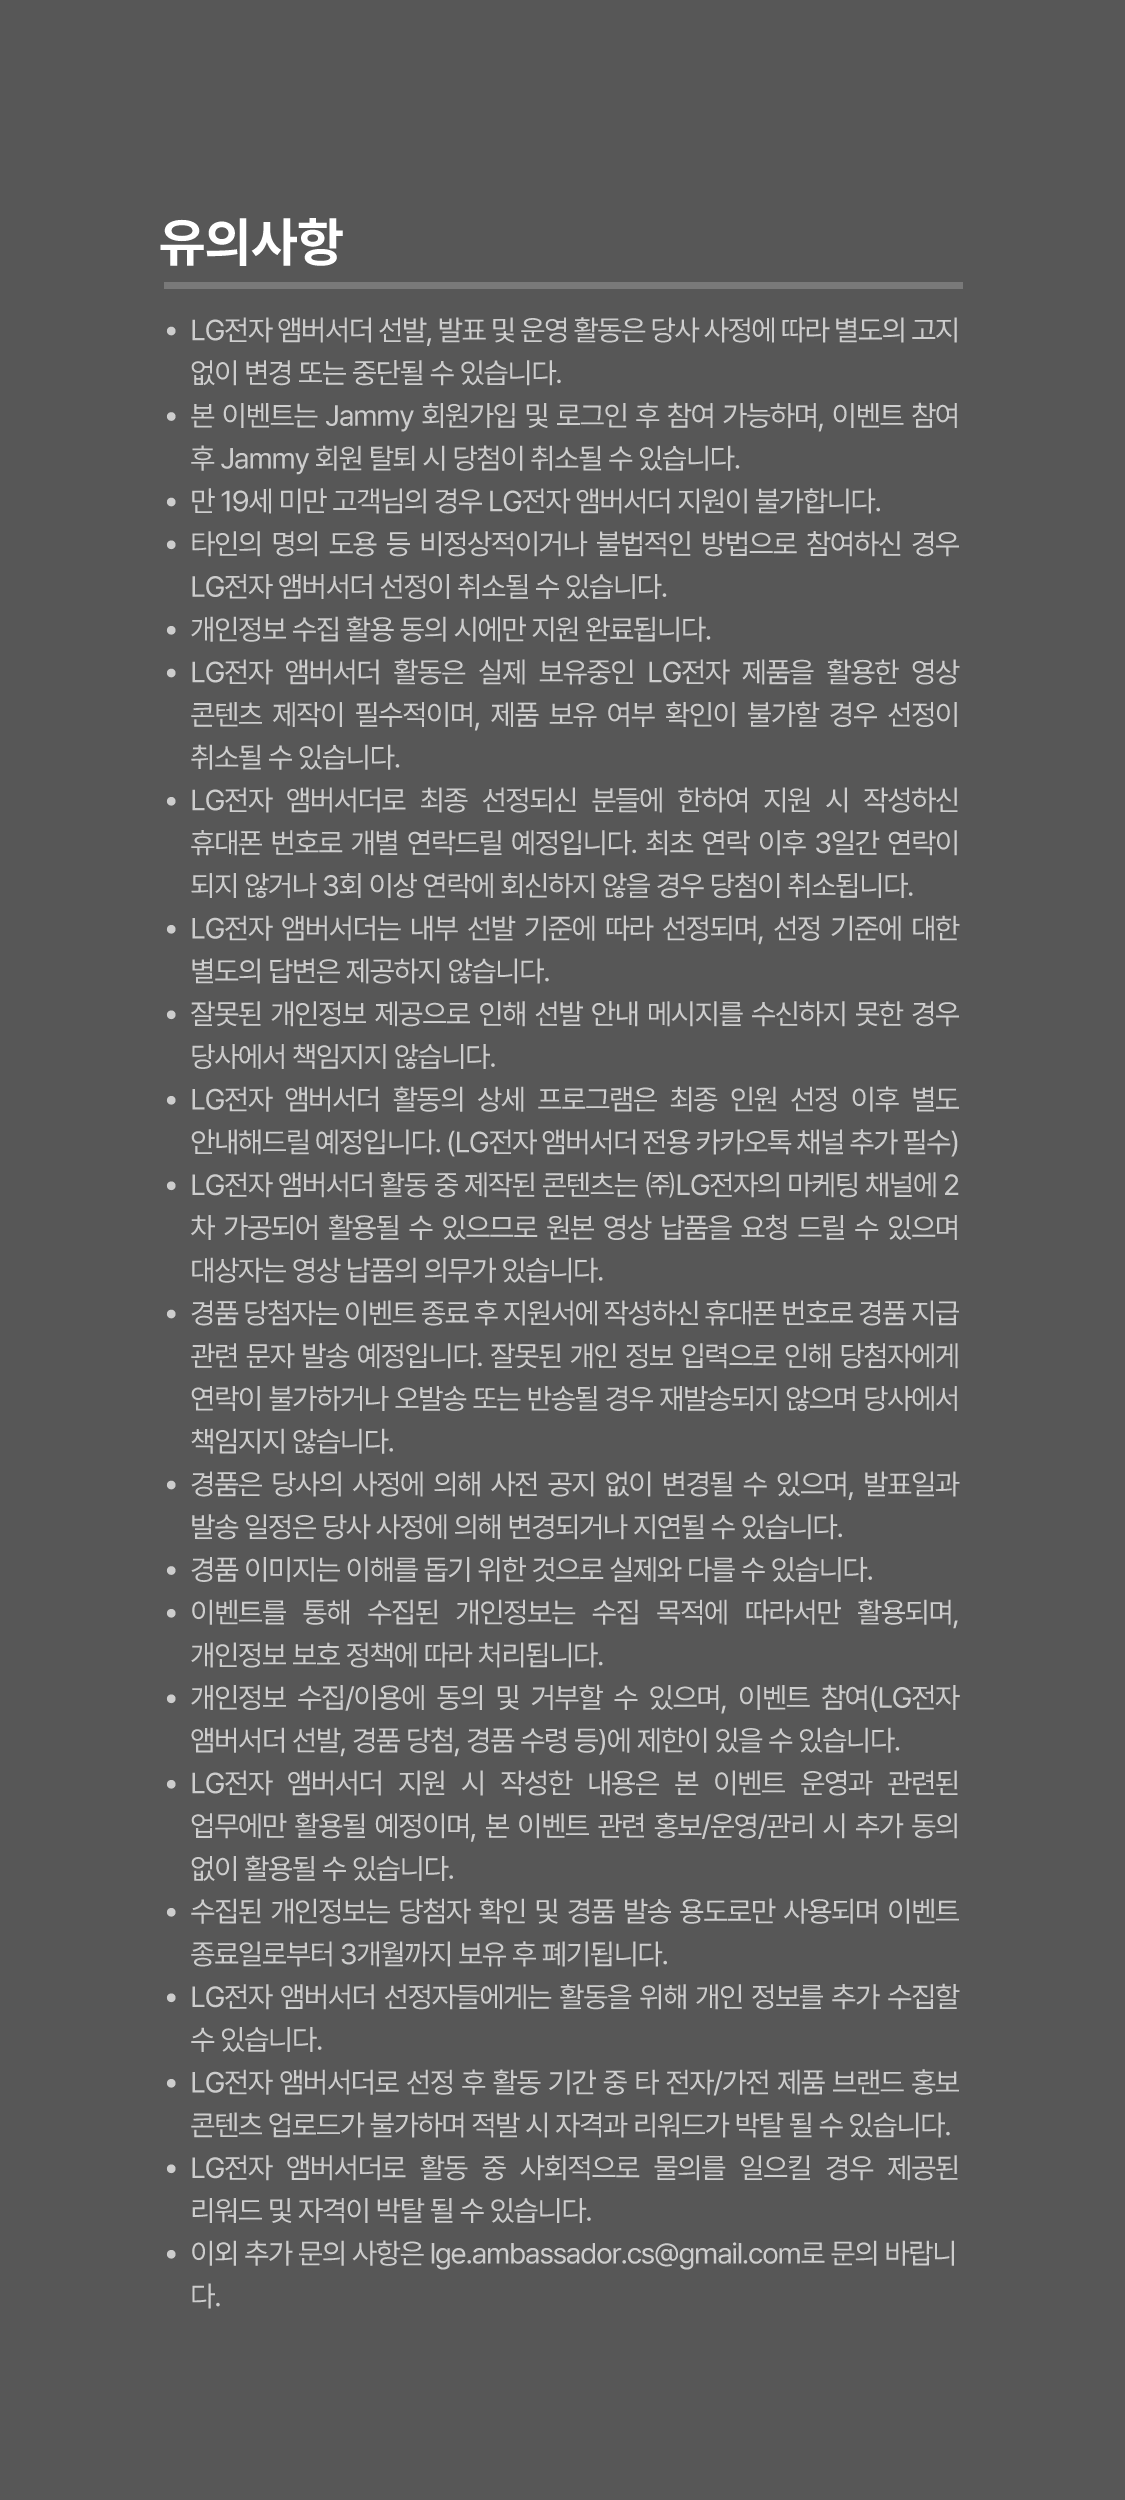 유의사항
• LG전자 앰버서더 선발, 발표 및 운영 활동은 당사 사정에 따라 별도의 고지
없이 변경 또는 중단될 수 있습니다.
• 본 이벤트는 Jammy 회원가입 및 로그인 후 참여 가능하며, 이벤트 참여
후 Jammy 회원 탈퇴 시 당첨이 취소될 수 있습니다.
• 만 19세 미만 고객님의 경우 LG전자 앰버서더 지원이 불가합니다.
• 타인의 명의 도용 등 비정상적이거나 불법적인 방법으로 참여하신 경우
LG전자 앰버서더 선정이 취소될 수 있습니다.
• 개인정보 수집 활용 동의 시에만 지원 완료됩니다.
• LG전자 앰버서더 활동은 실제 보유중인 LG전자 제품을 활용한 영상
콘텐츠 제작이 필수적이며, 제품 보유 여부 확인이 불가할 경우 선정이
취소될 수 있습니다.
• LG전자 앰버서더로 최종 선정되신 분들에 한하여 지원 시 작성하신
휴대폰 번호로 개별 연락드릴 예정입니다. 최초 연락 이후 3일간 연락이
되지 않거나 3회 이상 연락에 회신하지 않을 경우 당첨이 취소됩니다.
• LG전자 앰버서더는 내부 선발 기준에 따라 선정되며, 선정 기준에 대한
별도의 답변은 제공하지 않습니다.
• 잘못된 개인정보 제공으로 인해 선발 안내 메시지를 수신하지 못한 경우
당사에서 책임지지 않습니다.
• LG전자 앰버서더 활동의 상세 프로그램은 최종 인원 선정 이후 별도
안내해드릴 예정입니다. (LG전자 앰버서더 전용 카카오톡 채널 추가 필수)
• LG전자 앰버서더 활동 중 제작된 콘텐츠는 ㈜LG전자의 마케팅 채널에 2
차 가공되어 활용될 수 있으므로 원본 영상 납품을 요청 드릴 수 있으며
대상자는 영상 납품의 의무가 있습니다.
• 경품 당첨자는 이벤트 종료 후 지원서에 작성하신 휴대폰 번호로 경품 지급
관련 문자 발송 예정입니다. 잘못된 개인 정보 입력으로 인해 당첨자에게
연락이 불가하거나 오발송 또는 반송될 경우 재발송되지 않으며 당사에서
책임지지 않습니다.
• 경품은 당사의 사정에 의해 사전 공지 없이 변경될 수 있으며, 발표일과
발송 일정은 당사 사정에 의해 변경되거나 지연될 수 있습니다.
• 경품 이미지는 이해를 돕기 위한 것으로 실제와 다를 수 있습니다.
• 이벤트를 통해 수집된 개인정보는 수집 목적에 따라서만 활용되며,
개인정보 보호 정책에 따라 처리됩니다.
• 개인정보 수집/이용에 동의 및 거부할 수 있으며, 이벤트 참여(LG전자
앰버서더 선발, 경품 당첨, 경품 수령 등)에 제한이 있을 수 있습니다.
• LG전자 앰버서더 지원 시 작성한 내용은 본 이벤트 운영과 관련된
업무에만 활용될 예정이며, 본 이벤트 관련 홍보/운영/관리 시 추가 동의
없이 활용될 수 있습니다.
• 수집된 개인정보는 당첨자 확인 및 경품 발송 용도로만 사용되며 이벤트
종료일로부터 3개월까지 보유 후 폐기됩니다.
• LG전자 앰버서더 선정자들에게는 활동을 위해 개인 정보를 추가 수집할
수 있습니다.
• LG전자 앰버서더로 선정 후 활동 기간 중 타 전자/가전 제품 브랜드 홍보
콘텐츠 업로드가 불가하며 적발 시 자격과 리워드가 박탈 될 수 있습니다.
• LG전자 앰버서더로 활동 중 사회적으로 물의를 일으킬 경우 제공된
리워드 및 자격이 박탈 될 수있습니다.
• 이외 추가 문의 사항은 lge.ambassador.cs@gmail.com로 문의 바랍니
다.